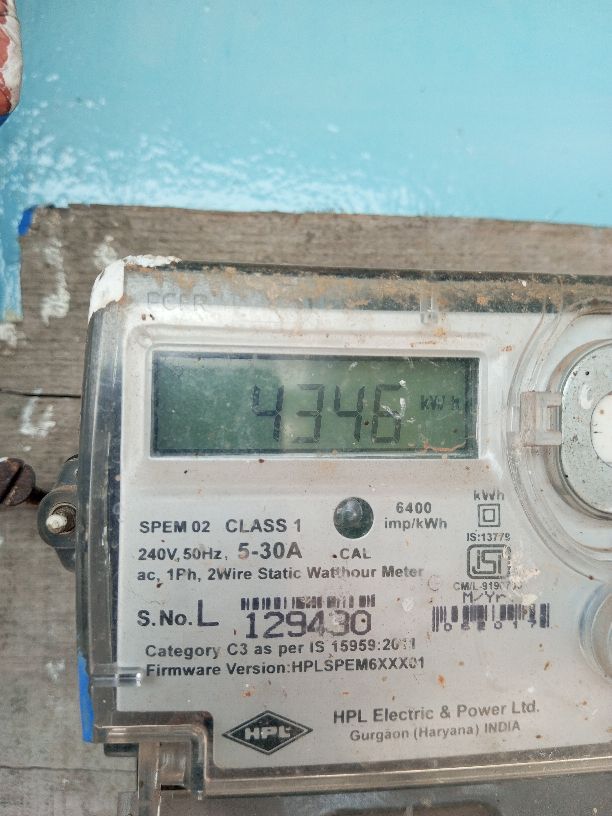 4346 kWh
6400
imp/kWh
kWh
SPEM 02 CLASS 1
240V, 50Hz, 5-30A .CAL
IS:13779
ac, 1Ph, 2Wire Static Watthour Meter
M/Yr
S.No. L 129430
Category C3 as per IS 15959:2011
Firmware Version:HPLSPEM6XXX01
HPL
HPL Electric & Power Ltd.
Gurgaon (Haryana) INDIA